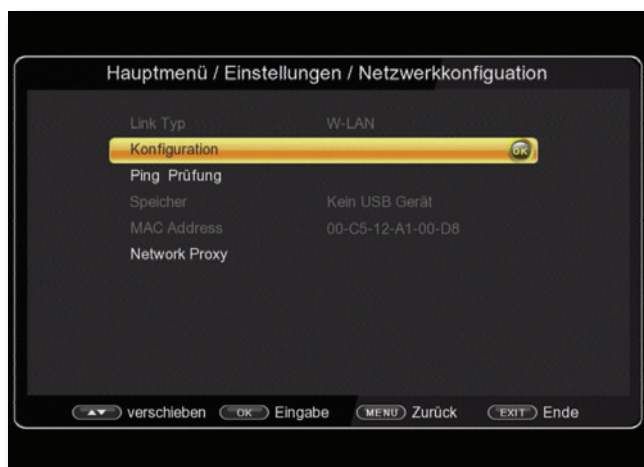 Hauptmenü / Einstellungen / Netzwerkkonfiguation
Link Typ W-LAN
Konfiguration OK
Ping Prüfung
Speicher Kein USB Gerät
MAC Address 00-C5-12-A1-00-D8
Network Proxy
verschieben OK Eingabe MENU Zurück EXIT Ende